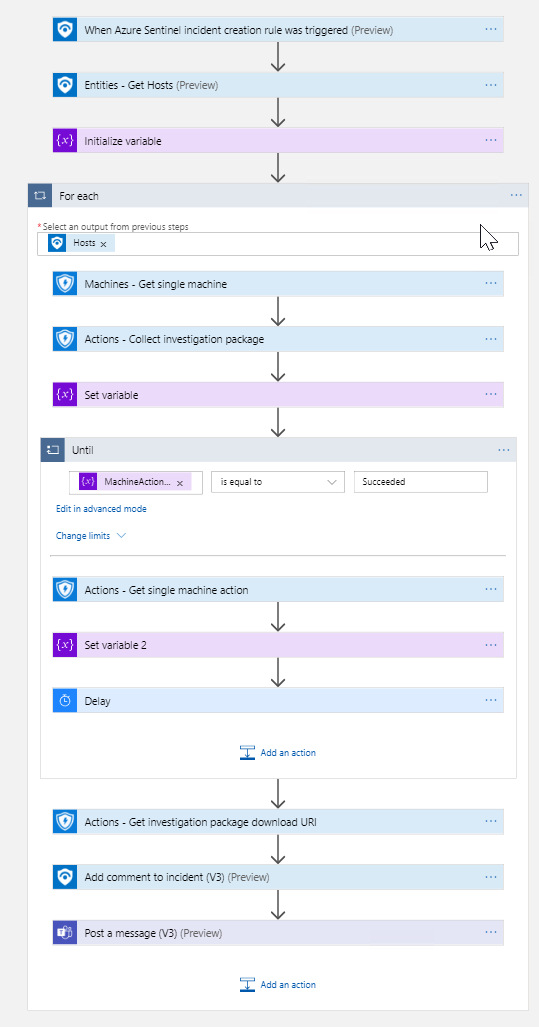 When Azure Sentinel incident creation rule was triggered (Preview)
Entities - Get Hosts (Preview)
{x} Initialize variable
For each
*Select an output from previous steps
Hosts ×
Machines - Get single machine
Actions - Collect investigation package
{x} Set variable
Until
{x} MachineAction... × is equal to Succeeded
Edit in advanced mode
Change limits
Actions - Get single machine action
{x} Set variable 2
Delay
Add an action
Actions - Get investigation package download URI
Add comment to incident (V3) (Preview)
Post a message (V3) (Preview)
Add an action